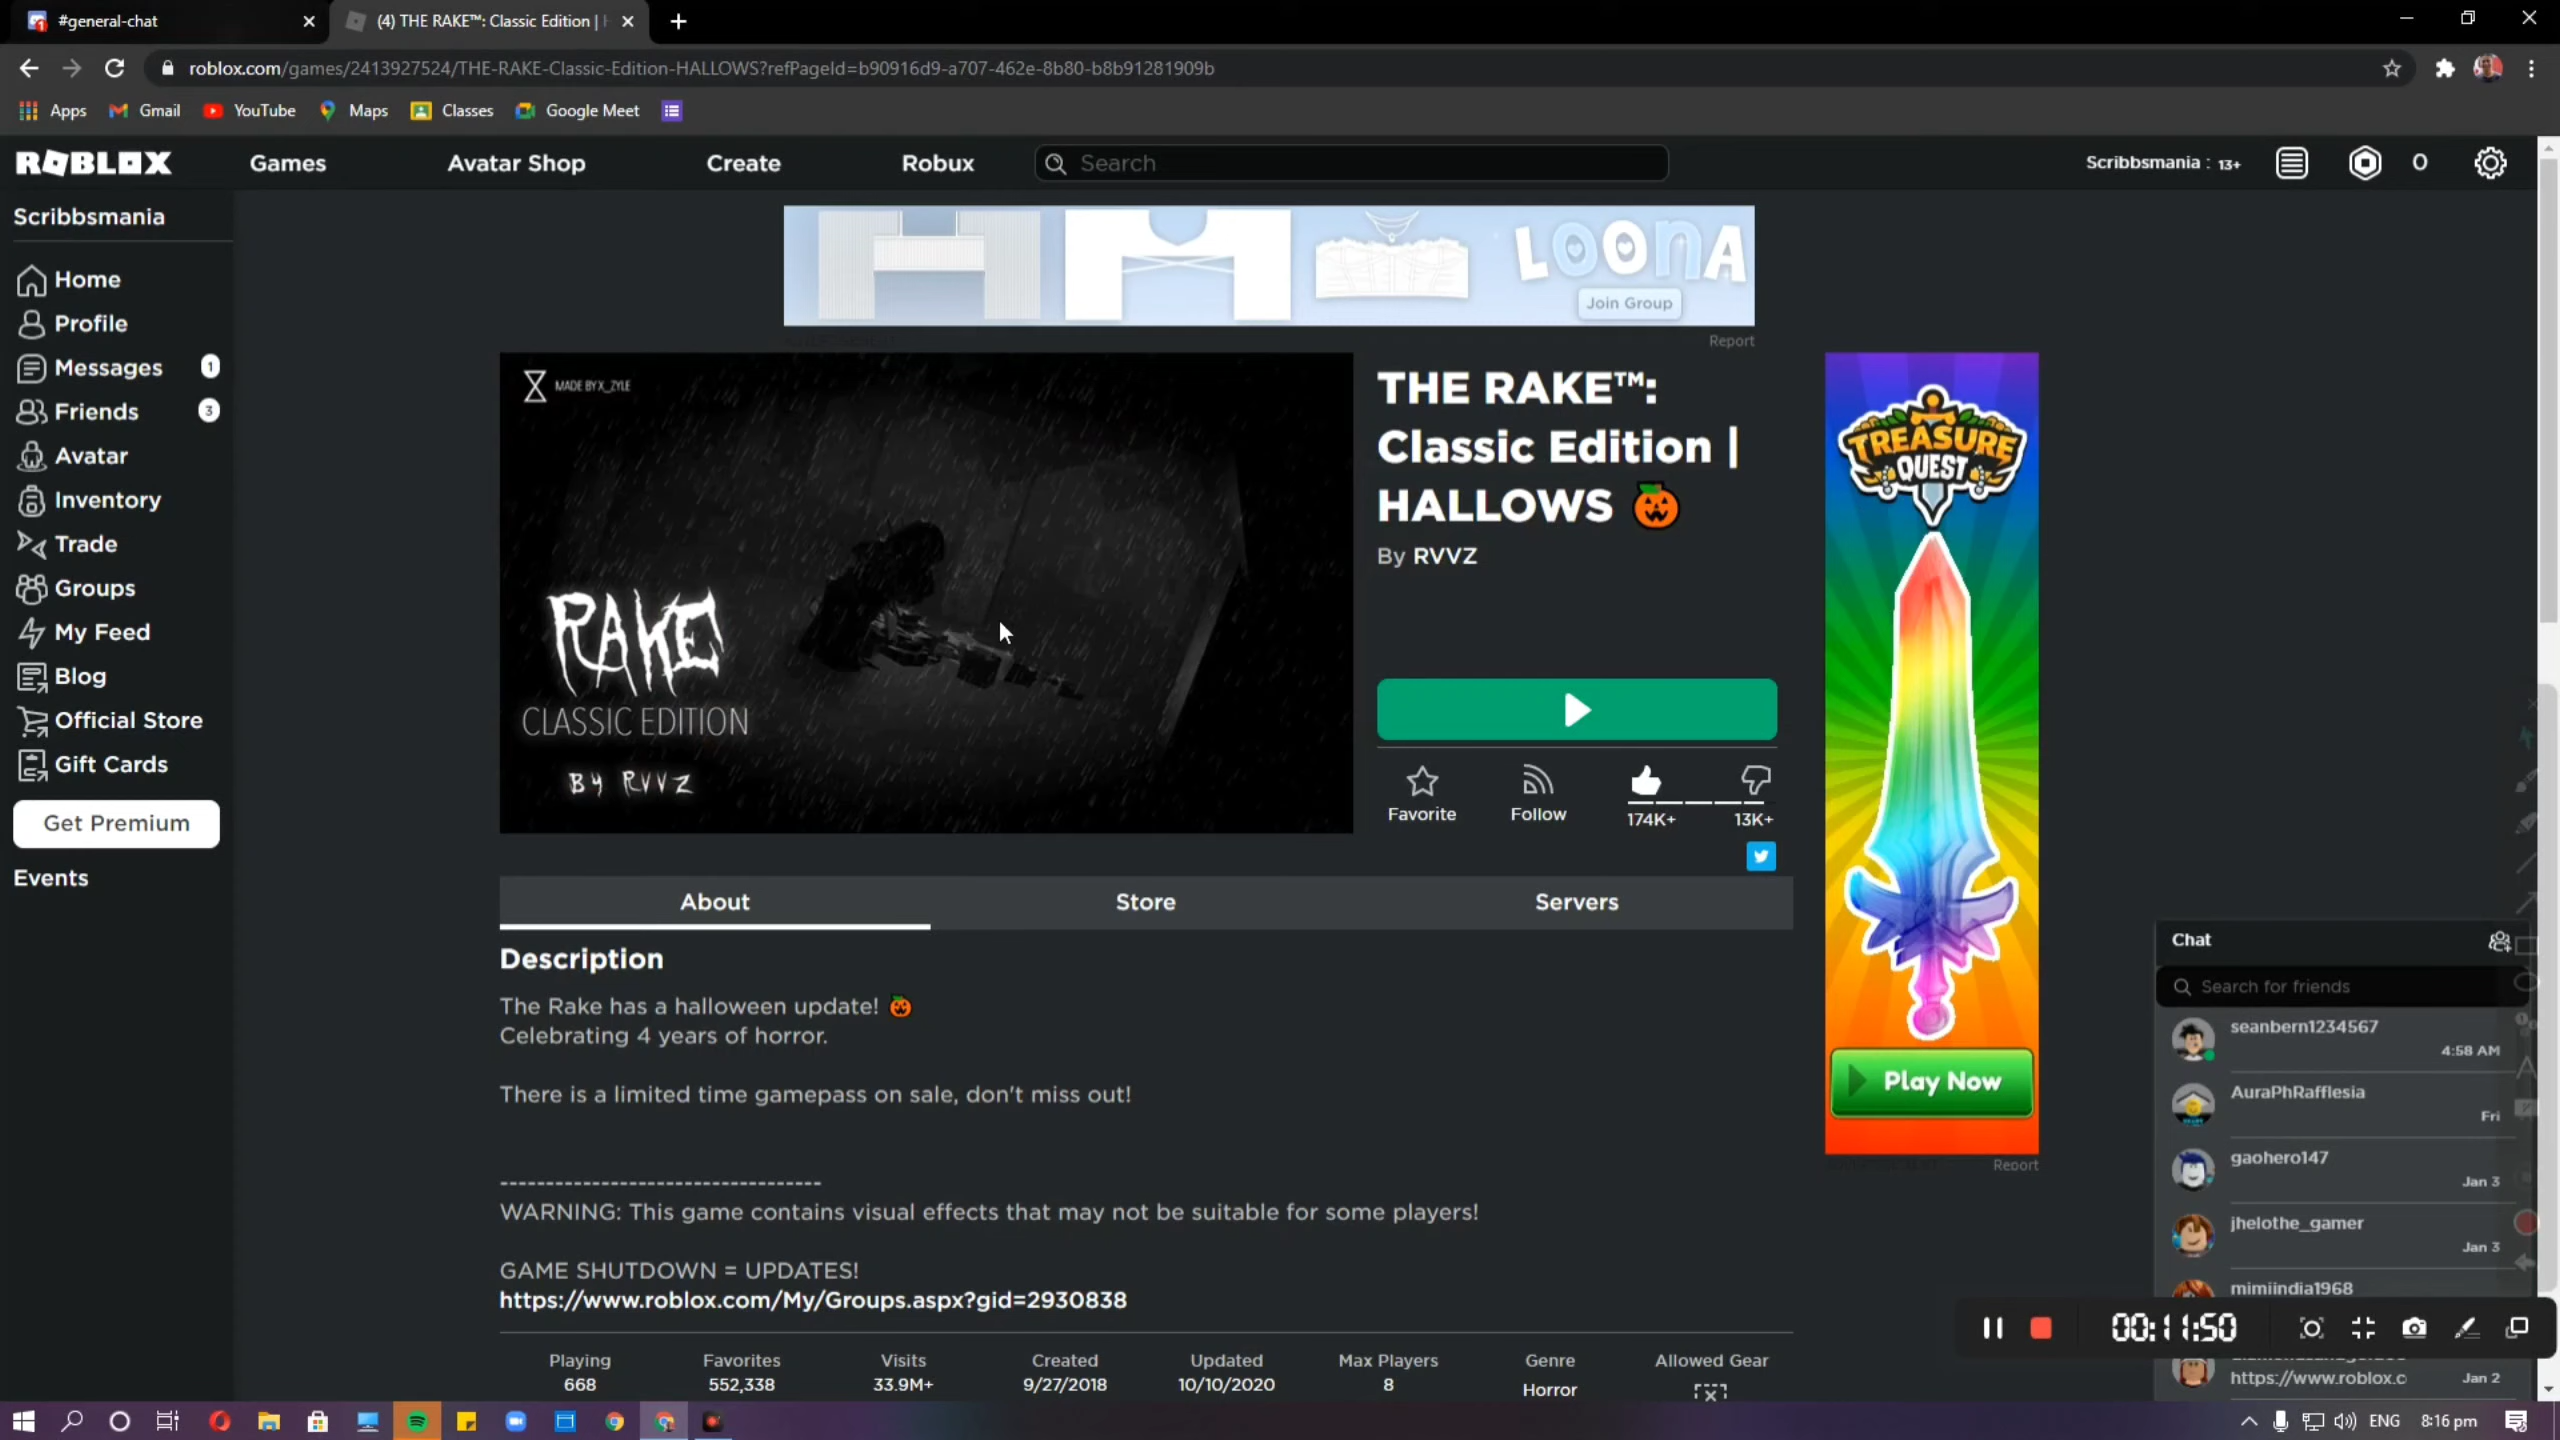 #general-chat
(4) THE RAKE™: Classic Edition |
roblox.com/games/2413927524/THE-RAKE-Classic-Edition-HALLOWS?refPageId=b90916d9-a707-462e-8b80-b8b91281909b
Apps Gmail YouTube Maps Classes Google Meet
ROBLOX Games Avatar Shop Create Robux Search Scribbsmania : 13+ 0
Scribbsmania
Home
Profile
Messages 1
Friends 3
Avatar
Inventory
Trade
Groups
My Feed
Blog
Official Store
Gift Cards
Get Premium
Events
LOONA
Join Group
Report
MADE BY X_ZYLE
RAKE
CLASSIC EDITION
BY RVVZ
THE RAKE™:
Classic Edition |
HALLOWS 🎃
By RVVZ
Favorite Follow 174K+ 13K+
TREASURE
QUEST
Play Now
Report
About Store Servers
Description
The Rake has a halloween update! 🎃
Celebrating 4 years of horror.
There is a limited time gamepass on sale, don't miss out!
-----------------------------------
WARNING: This game contains visual effects that may not be suitable for some players!
GAME SHUTDOWN = UPDATES!
https://www.roblox.com/My/Groups.aspx?gid=2930838
Playing Favorites Visits Created Updated Max Players Genre Allowed Gear
668 552,338 33.9M+ 9/27/2018 10/10/2020 8 Horror
Chat
Search for friends
seanbern1234567
4:58 AM
AuraPhRafflesia
Fri
gaohero147
Jan 3
jhelothe_gamer
Jan 3
mimiindia1968
00:11:50
https://www.roblox.c Jan 2
ENG 8:16 pm